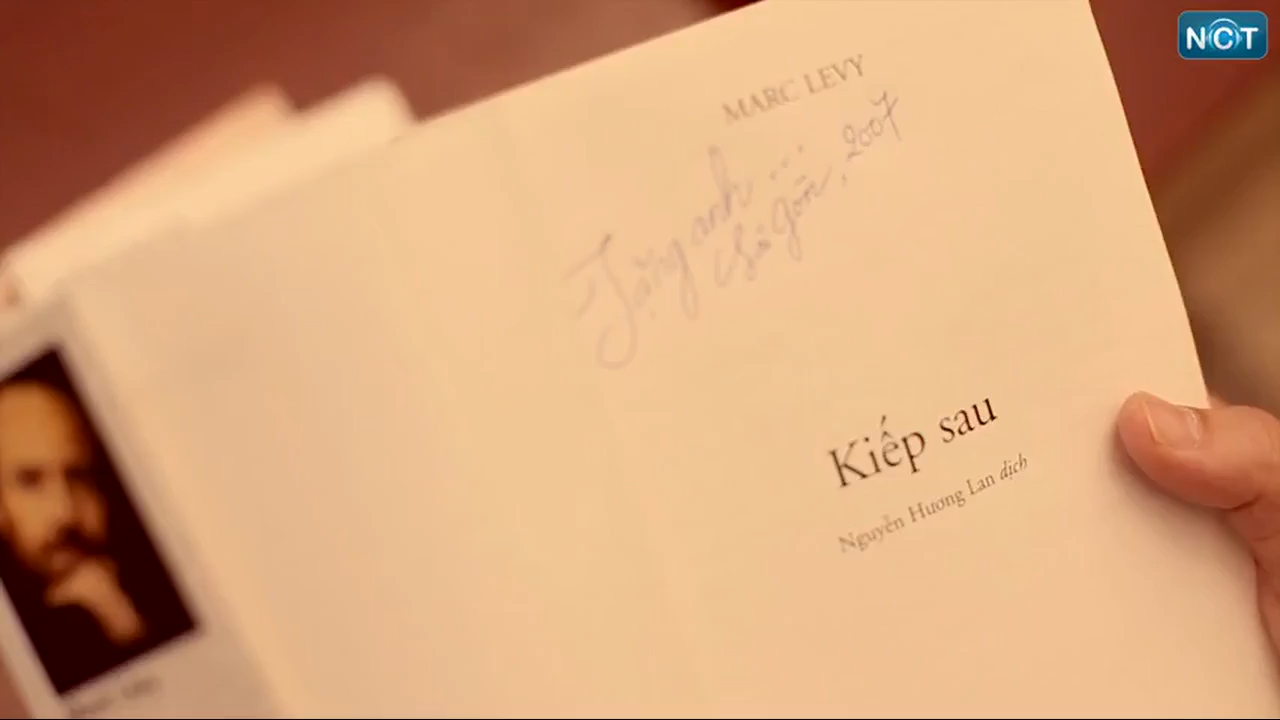 NCT
MARC LEVY
Tặng anh ...
Sài gòn, 2007
Kiếp sau
Nguyễn Hương Lan dịch